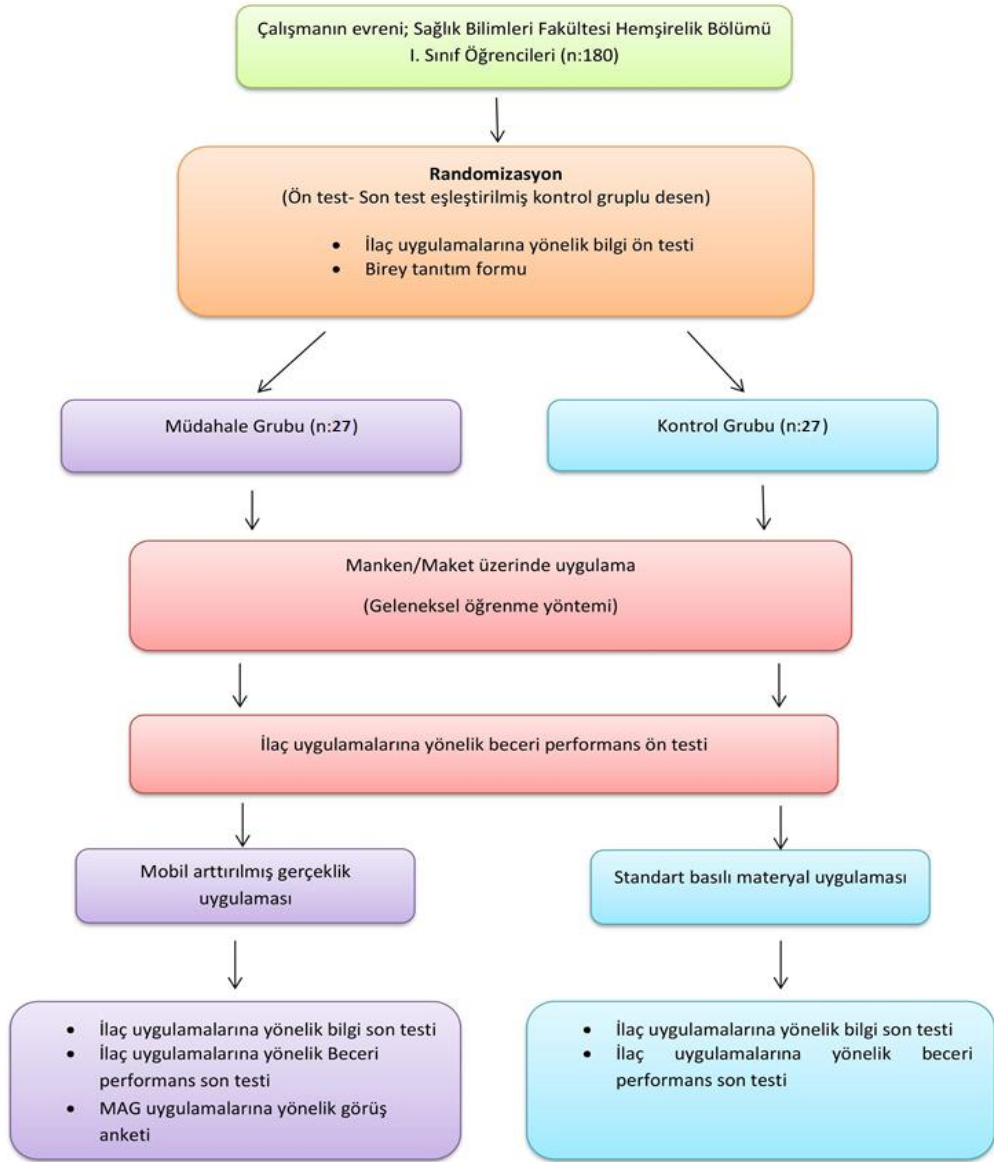 Çalışmanın evreni; Sağlık Bilimleri Fakültesi Hemşirelik Bölümü
I. Sınıf Öğrencileri (n:180)
Randomizasyon
(Ön test- Son test eşleştirilmiş kontrol gruplu desen)
• İlaç uygulamalarına yönelik bilgi ön testi
• Birey tanıtım formu
Müdahale Grubu (n:27)
Kontrol Grubu (n:27)
Manken/Maket üzerinde uygulama
(Geleneksel öğrenme yöntemi)
İlaç uygulamalarına yönelik beceri performans ön testi
Mobil arttırılmış gerçeklik
uygulaması
Standart basılı materyal uygulaması
• İlaç uygulamalarına yönelik bilgi son testi
• İlaç uygulamalarına yönelik Beceri
performans son testi
• MAG uygulamalarına yönelik görüş
anketi
• İlaç uygulamalarına yönelik bilgi son testi
• İlaç uygulamalarına yönelik beceri
performans son testi